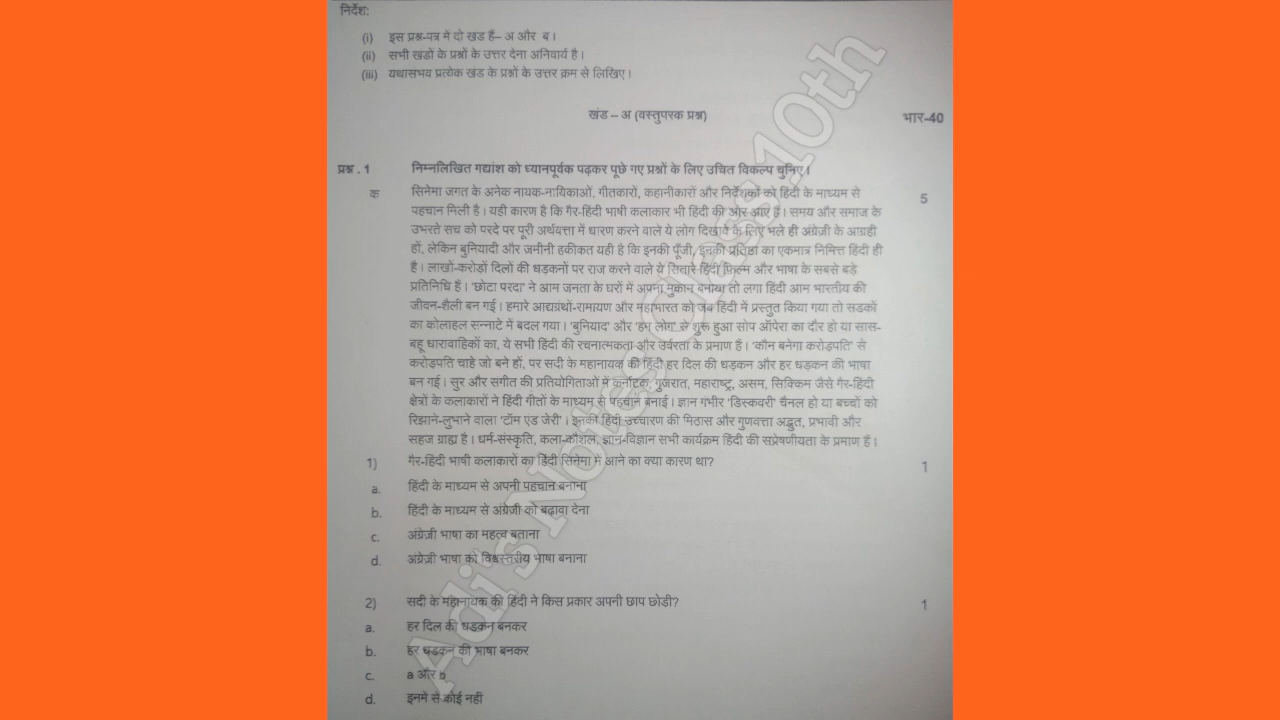 निर्देश:
(i) इस प्रश्न-पत्र में दो खंड हैं– अ और ब।
(ii) सभी खंडों के प्रश्नों के उत्तर देना अनिवार्य है।
(iii) यथासंभव प्रत्येक खंड के प्रश्नों के उत्तर क्रम से लिखिए।
खंड – अ (वस्तुपरक प्रश्न) भार-40
प्रश्न . 1 निम्नलिखित गद्यांश को ध्यानपूर्वक पढ़कर पूछे गए प्रश्नों के लिए उचित विकल्प चुनिए।
क सिनेमा जगत के अनेक नायक-नायिकाओं, गीतकारों, कहानीकारों और निर्देशकों को हिंदी के माध्यम से 5
पहचान मिली है। यही कारण है कि गैर-हिंदी भाषी कलाकार भी हिंदी की ओर आए हैं। समय और समाज के
उभरते सच को परदे पर पूरी अर्थवत्ता में धारण करने वाले ये लोग दिखावे के लिए भले ही अंग्रेजी के आग्रही
हों, लेकिन बुनियादी और जमीनी हकीकत यही है कि इनकी पूँजी, इनकी प्रतिष्ठा का एकमात्र निमित्त हिंदी ही
है। लाखों-करोड़ों दिलों की धड़कनों पर राज करने वाले ये सितारे हिंदी फ़िल्म और भाषा के सबसे बड़े
प्रतिनिधि हैं। 'छोटा परदा' ने आम जनता के घरों में अपना मुकाम बनाया तो लगा हिंदी आम भारतीय की
जीवन-शैली बन गई। हमारे आद्यग्रंथों-रामायण और महाभारत को जब हिंदी में प्रस्तुत किया गया तो सड़कों
का कोलाहल सन्नाटे में बदल गया। 'बुनियाद' और 'हम लोग' से शुरू हुआ सोप ऑपेरा का दौर हो या सास-
बहू धारावाहिकों का, ये सभी हिंदी की रचनात्मकता और उर्वरता के प्रमाण हैं। 'कौन बनेगा करोड़पति' से
करोड़पति चाहे जो बने हों, पर सदी के महानायक की हिंदी हर दिल की धड़कन और हर धड़कन की भाषा
बन गई। सुर और संगीत की प्रतियोगिताओं में कर्नाटक, गुजरात, महाराष्ट्र, असम, सिक्किम जैसे गैर-हिंदी
क्षेत्रों के कलाकारों ने हिंदी गीतों के माध्यम से पहचान बनाई। ज्ञान गंभीर 'डिस्कवरी' चैनल हो या बच्चों को
रिझाने-लुभाने वाला 'टॉम एंड जेरी'। इनकी हिंदी उच्चारण की मिठास और गुणवत्ता अद्भुत, प्रभावी और
सहज ग्राह्य है। धर्म-संस्कृति, कला-कौशल, ज्ञान-विज्ञान सभी कार्यक्रम हिंदी की संप्रेषणीयता के प्रमाण हैं।
1) गैर-हिंदी भाषी कलाकारों का हिंदी सिनेमा में आने का क्या कारण था? 1
a. हिंदी के माध्यम से अपनी पहचान बनाना
b. हिंदी के माध्यम से अंग्रेजी को बढ़ावा देना
c. अंग्रेज़ी भाषा का महत्व बताना
d. अंग्रेज़ी भाषा को विश्वस्तरीय भाषा बनाना
2) सदी के महानायक की हिंदी ने किस प्रकार अपनी छाप छोड़ी? 1
a. हर दिल की धड़कन बनकर
b. हर धड़कन की भाषा बनकर
c. a और b
d. इनमें से कोई नहीं
Adi's Notes Class 10th